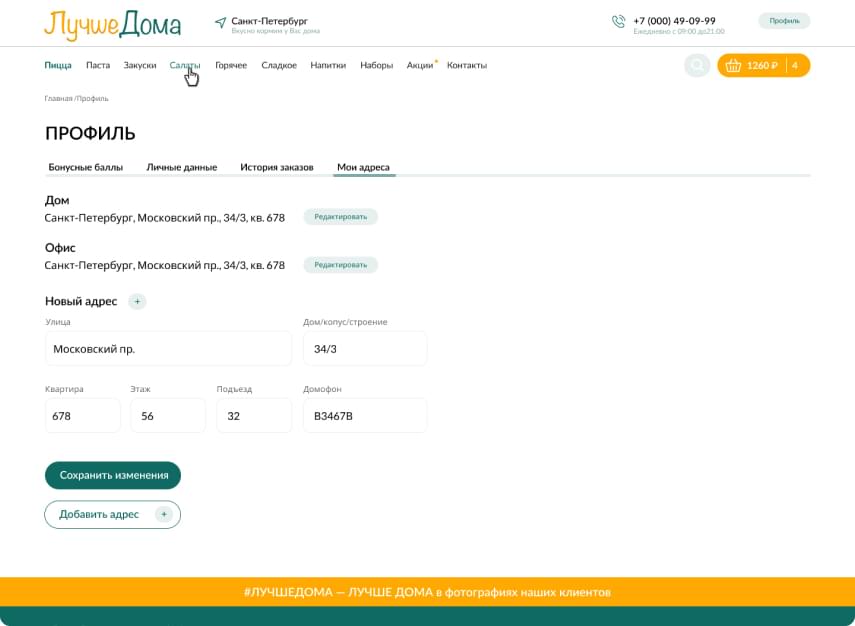 ЛучшеДома
Санкт-Петербург
Вкусно кормим у Вас дома
+7 (000) 49-09-99
Ежедневно с 09:00 до21:00
Профиль
Пицца Паста Закуски Салаты Горячее Сладкое Напитки Наборы Акции Контакты
1260 ₽ 4
Главная /Профиль
ПРОФИЛЬ
Бонусные баллы Личные данные История заказов Мои адреса
Дом
Санкт-Петербург, Московский пр., 34/3, кв. 678 Редактировать
Офис
Санкт-Петербург, Московский пр., 34/3, кв. 678 Редактировать
Новый адрес +
Улица Дом/копус/строение
Московский пр. 34/3
Квартира Этаж Подъезд Домофон
678 56 32 В3467В
Сохранить изменения
Добавить адрес +
#ЛУЧШЕДОМА — ЛУЧШЕ ДОМА в фотографиях наших клиентов